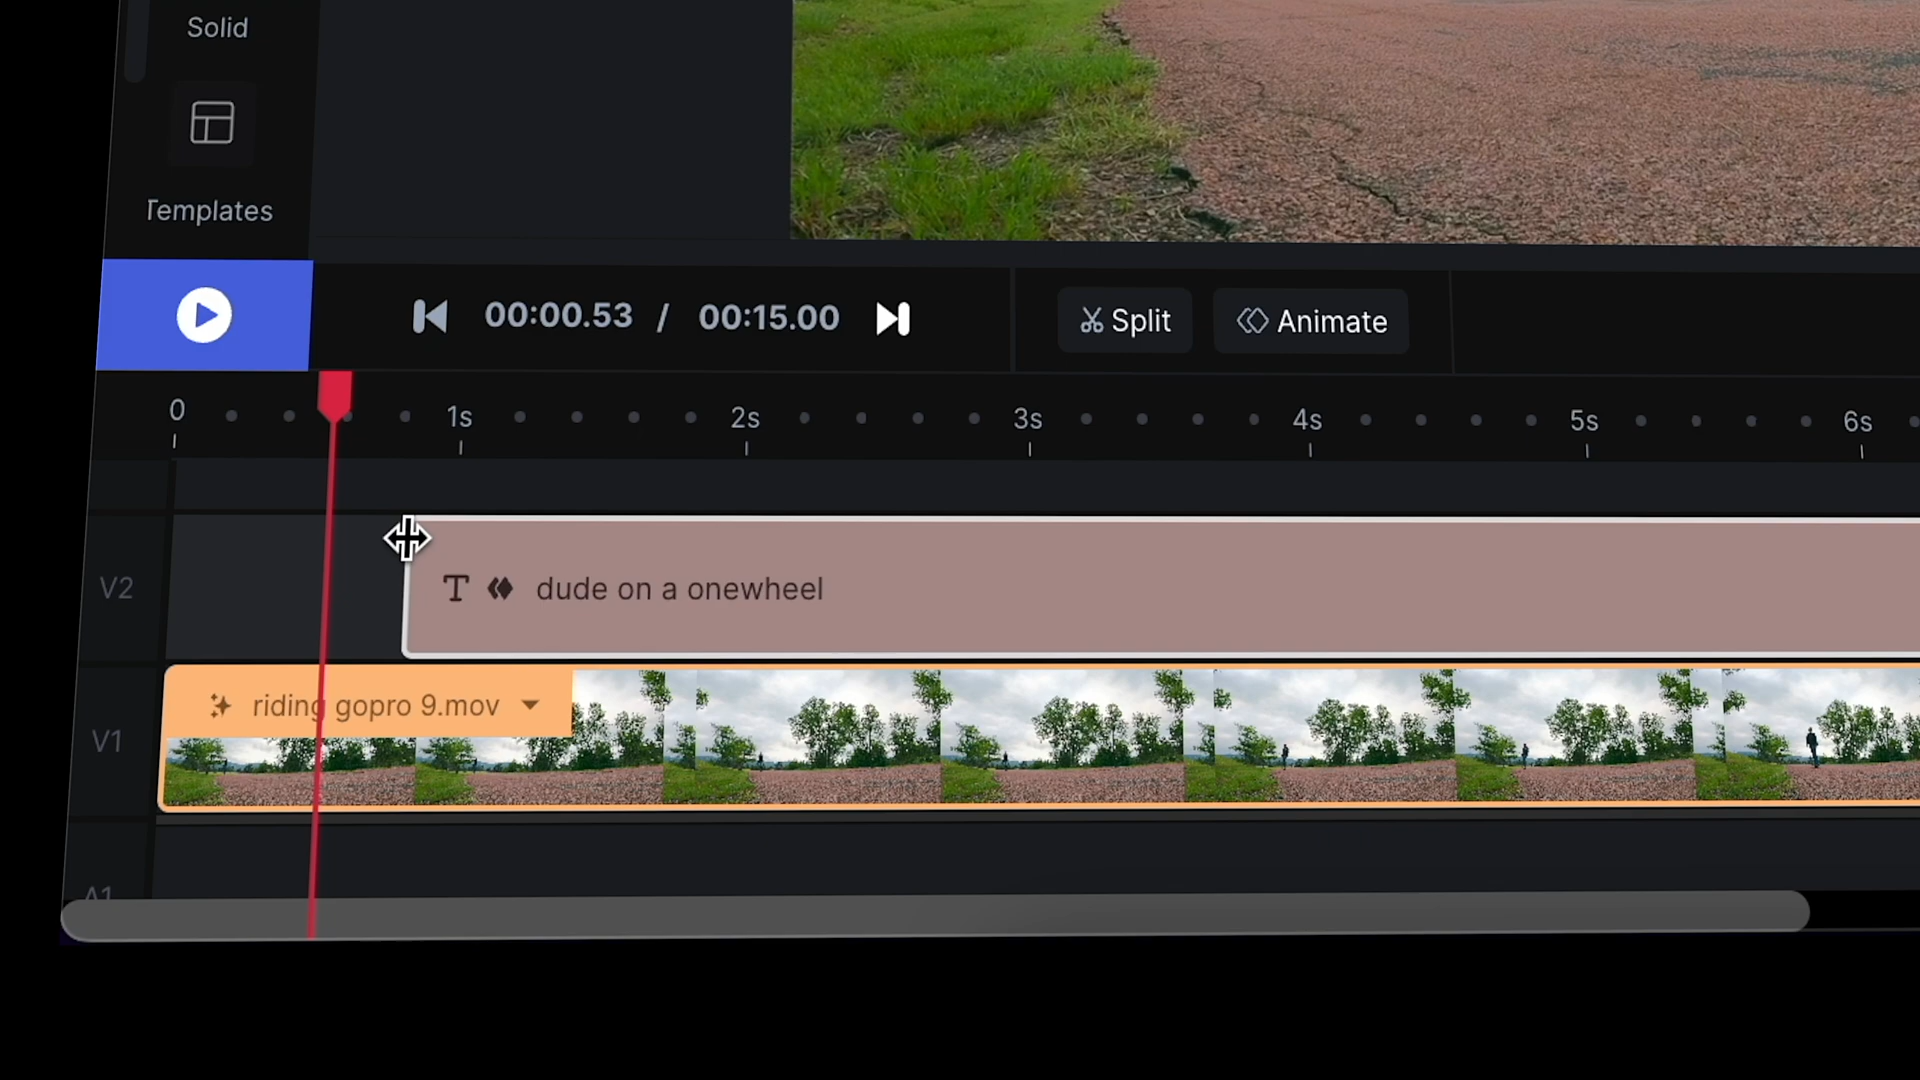 Solid
Templates
00:00.53 / 00:15.00
Split
Animate
0 1s 2s 3s 4s 5s 6s
V2
T dude on a onewheel
riding gopro 9.mov
V1
A1